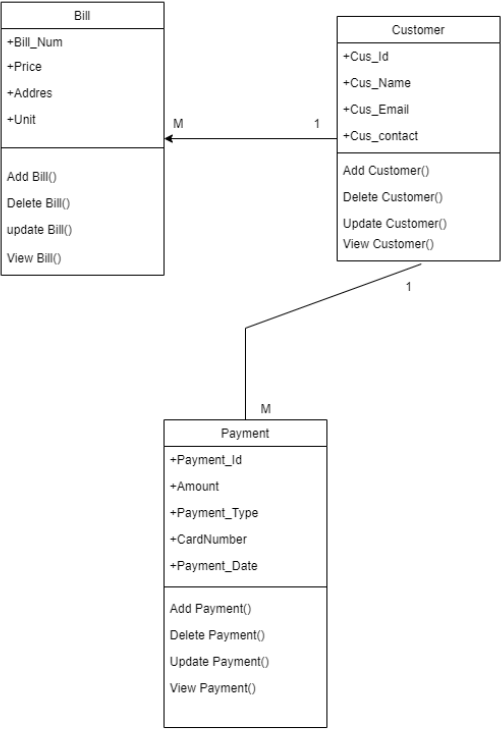 Bill
+Bill_Num
+Price
+Addres
+Unit
Add Bill()
Delete Bill()
update Bill()
View Bill()
M
1
Customer
+Cus_Id
+Cus_Name
+Cus_Email
+Cus_contact
Add Customer()
Delete Customer()
Update Customer()
View Customer()
1
M
Payment
+Payment_Id
+Amount
+Payment_Type
+CardNumber
+Payment_Date
Add Payment()
Delete Payment()
Update Payment()
View Payment()